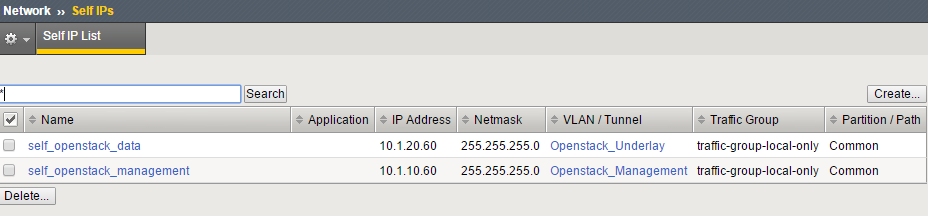 Network ›› Self IPs
Self IP List
* Search Create...
Name Application IP Address Netmask VLAN / Tunnel Traffic Group Partition / Path
self_openstack_data 10.1.20.60 255.255.255.0 Openstack_Underlay traffic-group-local-only Common
self_openstack_management 10.1.10.60 255.255.255.0 Openstack_Management traffic-group-local-only Common
Delete...